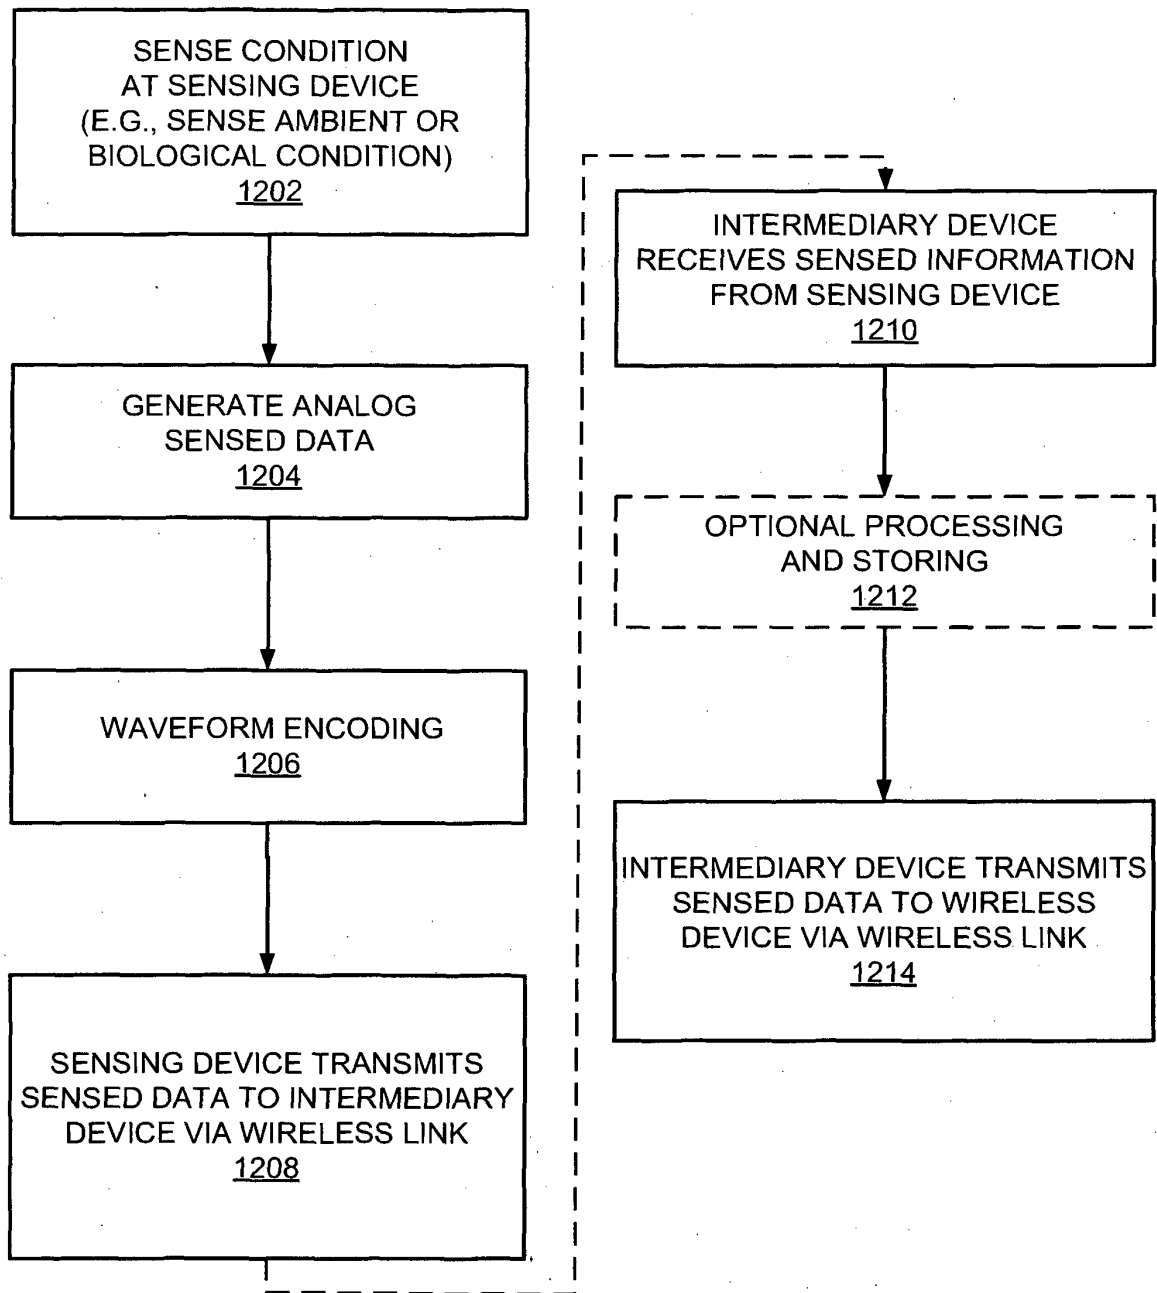 SENSE CONDITION
AT SENSING DEVICE
(E.G., SENSE AMBIENT OR
BIOLOGICAL CONDITION)
1202
GENERATE ANALOG
SENSED DATA
1204
WAVEFORM ENCODING
1206
SENSING DEVICE TRANSMITS
SENSED DATA TO INTERMEDIARY
DEVICE VIA WIRELESS LINK
1208
INTERMEDIARY DEVICE
RECEIVES SENSED INFORMATION
FROM SENSING DEVICE
1210
OPTIONAL PROCESSING
AND STORING
1212
INTERMEDIARY DEVICE TRANSMITS
SENSED DATA TO WIRELESS
DEVICE VIA WIRELESS LINK
1214